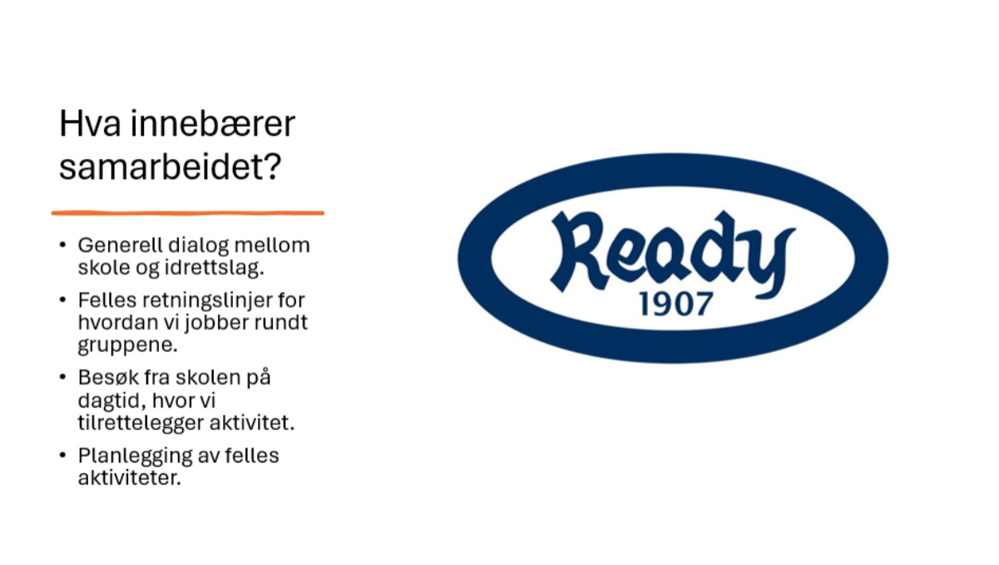 Hva innebærer
samarbeidet?
• Generell dialog mellom
skole og idrettslag.
• Felles retningslinjer for
hvordan vi jobber rundt
gruppene.
• Besøk fra skolen på
dagtid, hvor vi
tilrettelegger aktivitet.
• Planlegging av felles
aktiviteter.
Ready
1907